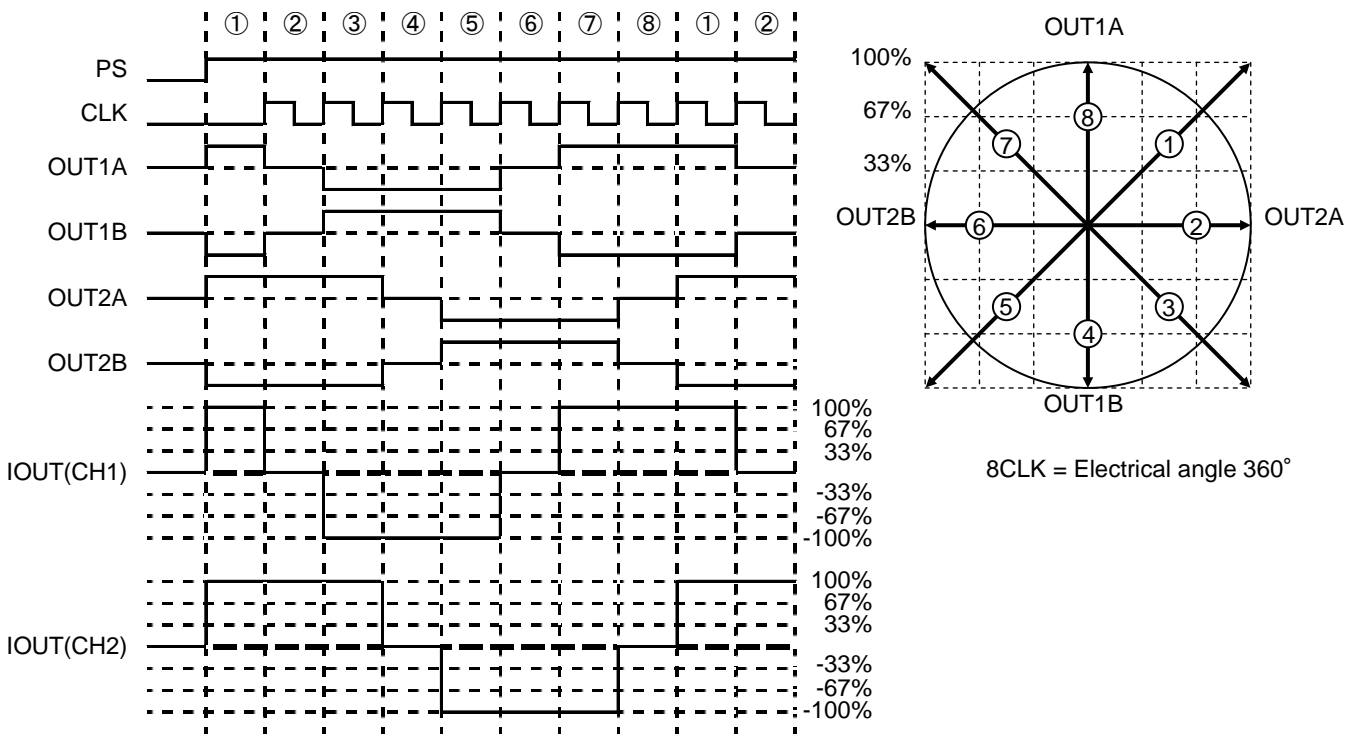 ① ② ③ ④ ⑤ ⑥ ⑦ ⑧ ① ②
PS
CLK
OUT1A
OUT1B
OUT2A
OUT2B
IOUT(CH1)
100%
67%
33%
-33%
-67%
-100%
IOUT(CH2)
100%
67%
33%
-33%
-67%
-100%
OUT1A
100%
67%
33%
⑧
⑦ ①
OUT2B ⑥ ② OUT2A
⑤ ③
④
OUT1B
8CLK = Electrical angle 360°